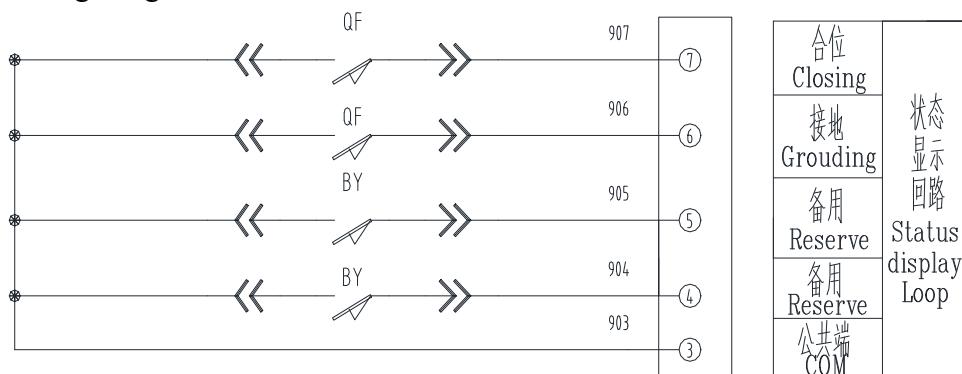 QF
907
⑦
QF
906
⑥
BY
905
⑤
BY
904
④
903
③
合位
Closing
接地
Grouding
备用
Reserve
备用
Reserve
公共端
COM
状态
显示
回路
Status
display
Loop